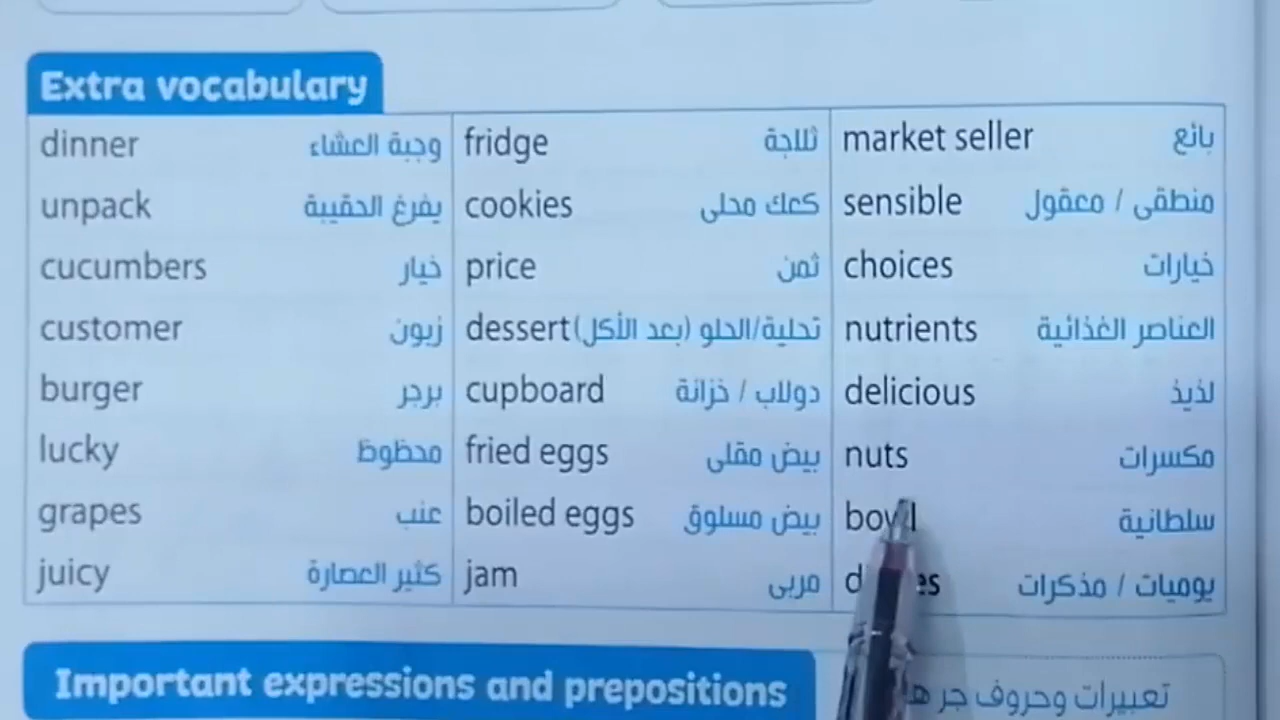 Extra vocabulary
dinner وجبة العشاء fridge ثلاجة market seller بائع
unpack يفرغ الحقيبة cookies كعك محلى sensible منطقى / معقول
cucumbers خيار price ثمن choices خيارات
customer زبون dessert تحلية/الحلو (بعد الأكل) nutrients العناصر الغذائية
burger برجر cupboard دولاب / خزانة delicious لذيذ
lucky محظوظ fried eggs بيض مقلى nuts مكسرات
grapes عنب boiled eggs بيض مسلوق سلطانية
juicy كثير العصارة jam مربى يوميات / مذكرات
Important expressions and prepositions تعبيرات وحروف جر